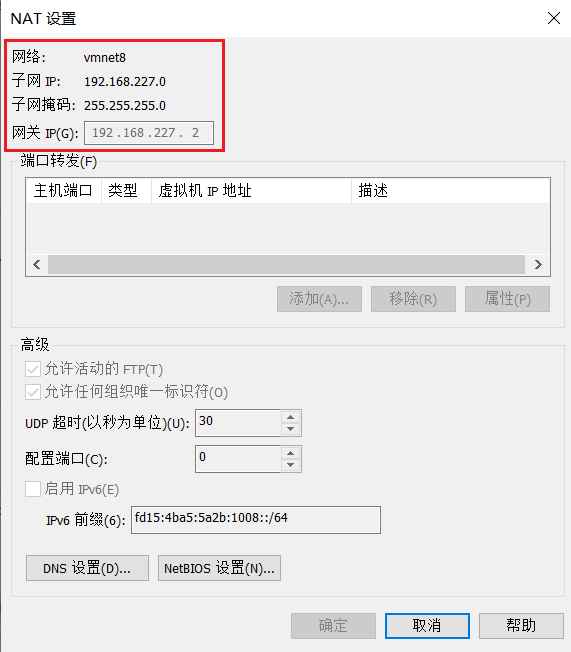 NAT 设置
网络: vmnet8
子网 IP: 192.168.227.0
子网掩码: 255.255.255.0
网关 IP(G): 192 . 168 . 227 . 2
端口转发(F)
主机端口 类型 虚拟机 IP 地址 描述
添加(A)... 移除(R) 属性(P)
高级
允许活动的 FTP(T)
允许任何组织唯一标识符(O)
UDP 超时(以秒为单位)(U): 30
配置端口(C): 0
启用 IPv6(E)
IPv6 前缀(6): fd15:4ba5:5a2b:1008::/64
DNS 设置(D)... NetBIOS 设置(N)...
确定 取消 帮助